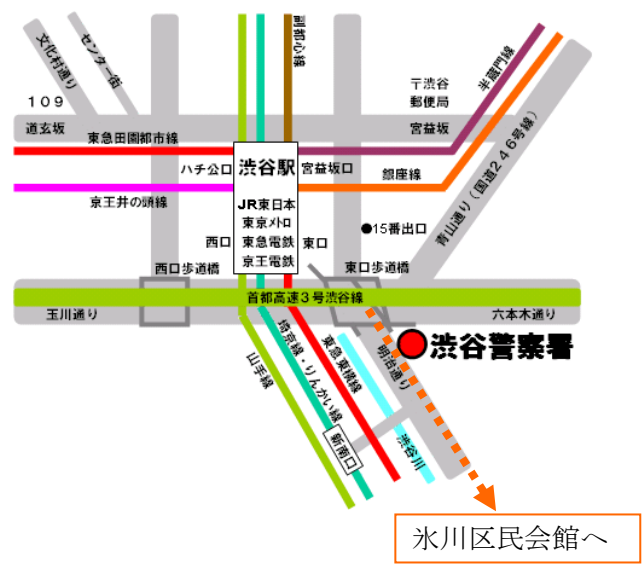 文化村通り
センター街
副都心線
半蔵門線
109
〒渋谷
郵便局
道玄坂
宮益坂
東急田園都市線
ハチ公口
渋谷駅
宮益坂口
銀座線
青山通り(国道246号線)
京王井の頭線
JR東日本
東京メトロ
東急電鉄
京王電鉄
西口
東口
●15番出口
西口歩道橋
東口歩道橋
首都高速3号渋谷線
玉川通り
六本木通り
渋谷警察署
山手線
埼京線・りんかい線
東急東横線
明治通り
新南口
渋谷川
氷川区民会館へ